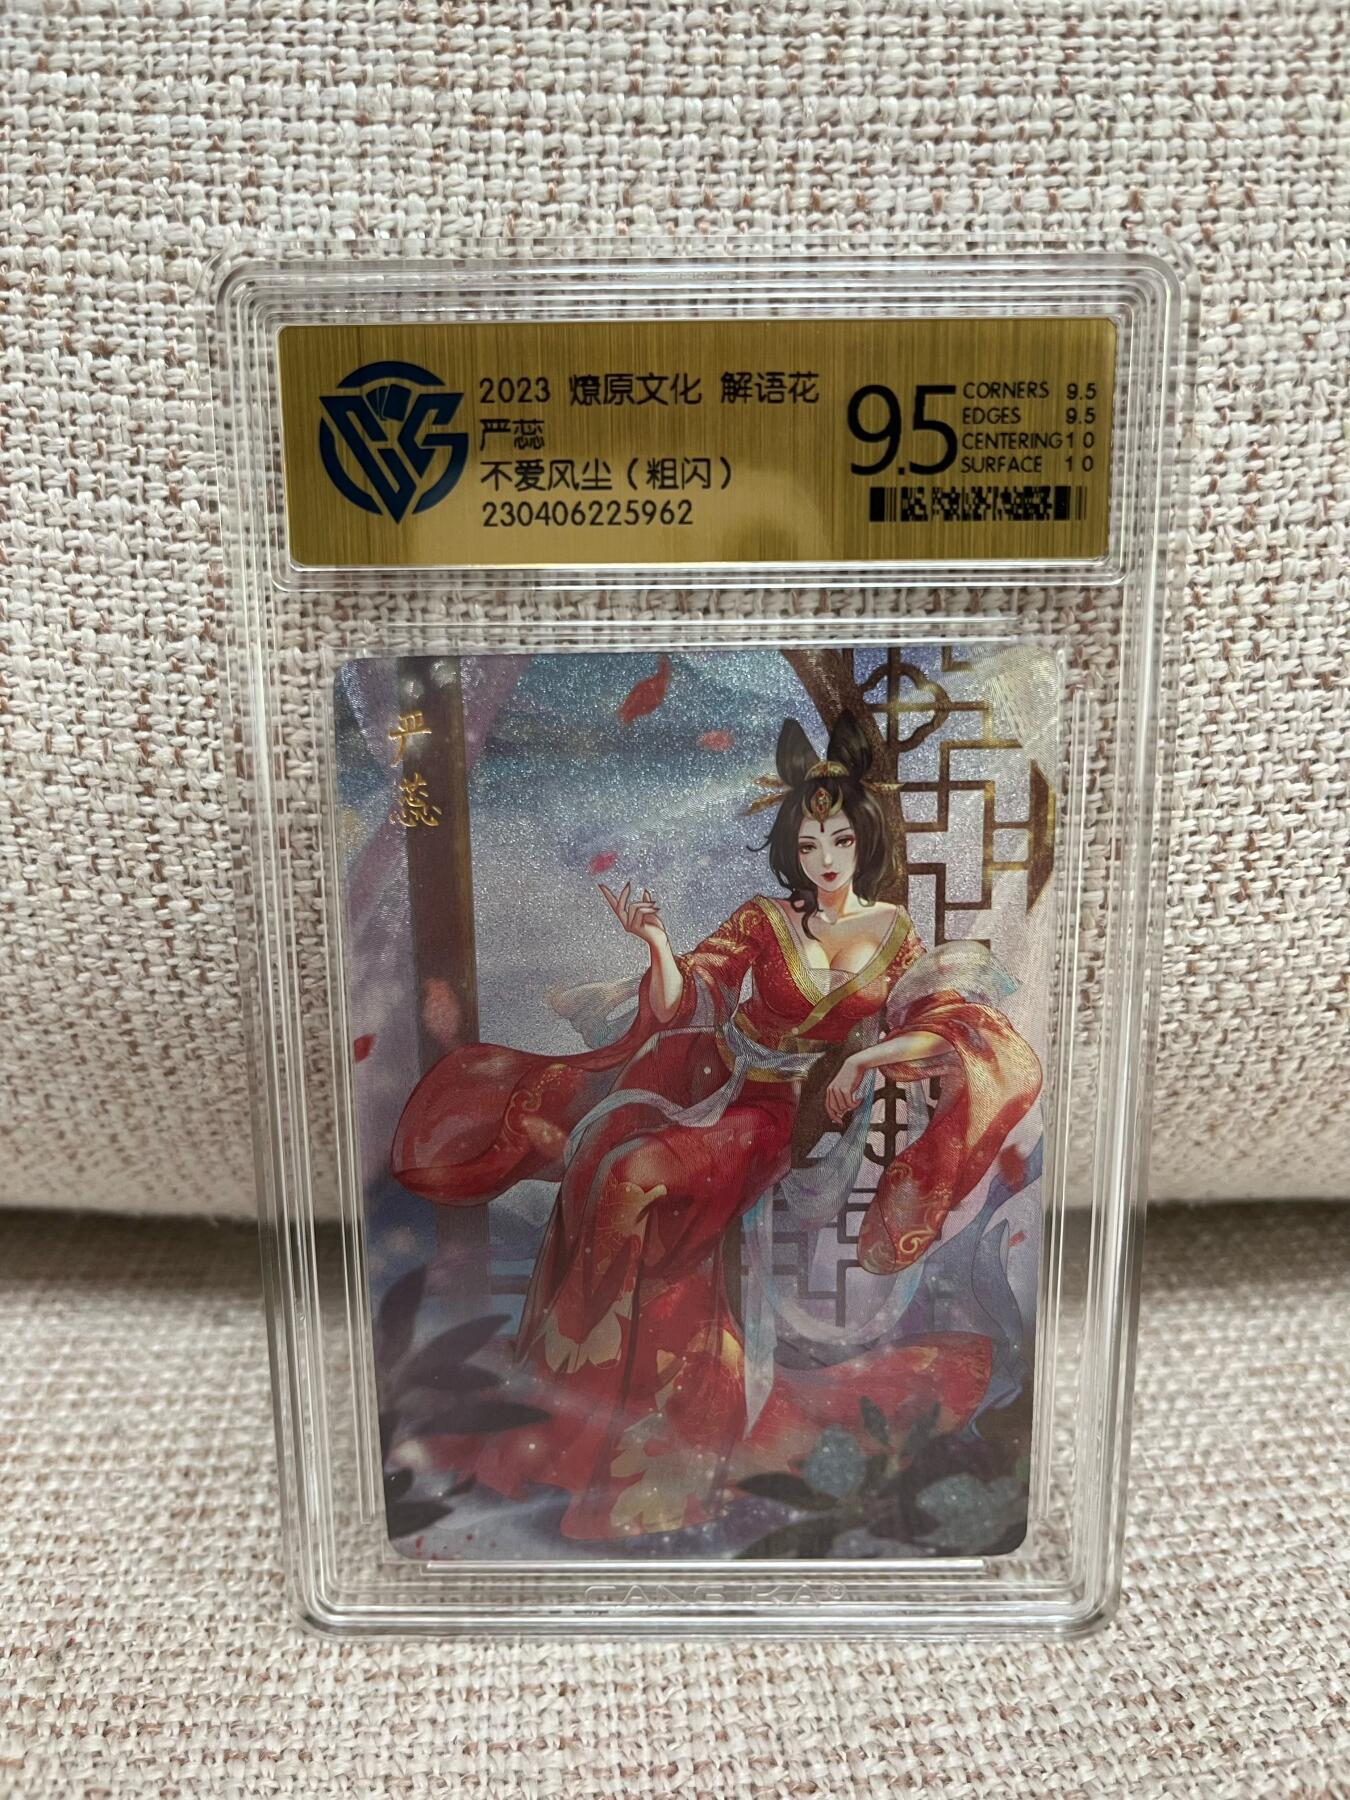 2023 燎原文化 解语花
严蕊
不爱风尘（粗闪）
230406225962
9.5
CORNERS 9.5
EDGES 9.5
CENTERING 10
SURFACE 10
严蕊
CANG KA®